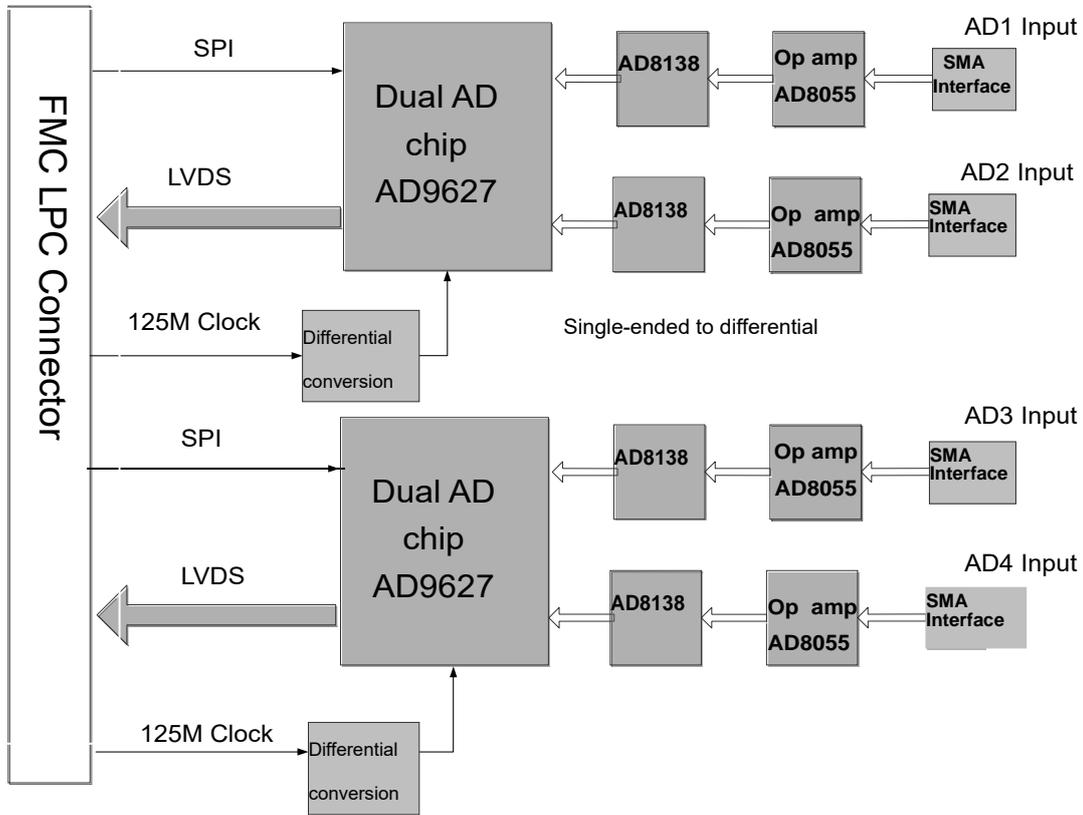 FMC LPC Connector
SPI
Dual AD
chip
AD9627
LVDS
125M Clock
Differential
conversion
AD8138
Op amp
AD8055
AD1 Input
SMA
Interface
AD8138
Op amp
AD8055
AD2 Input
SMA
Interface
Single-ended to differential
SPI
Dual AD
chip
AD9627
LVDS
125M Clock
Differential
conversion
AD8138
Op amp
AD8055
AD3 Input
SMA
Interface
AD8138
Op amp
AD8055
AD4 Input
SMA
Interface